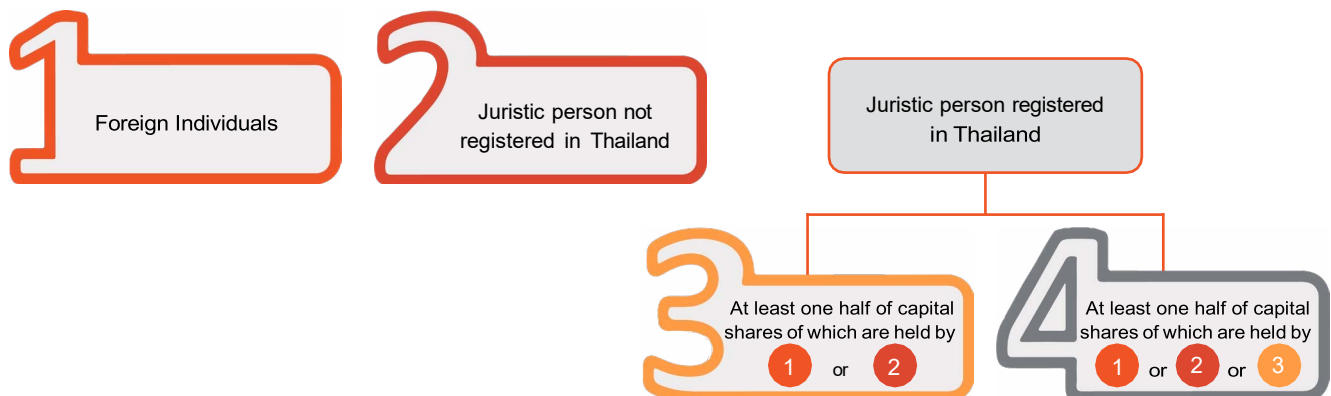 1
Foreign Individuals
2
Juristic person not
registered in Thailand
Juristic person registered
in Thailand
3
At least one half of capital
shares of which are held by
1 or 2
4
At least one half of capital
shares of which are held by
1 or 2 or 3